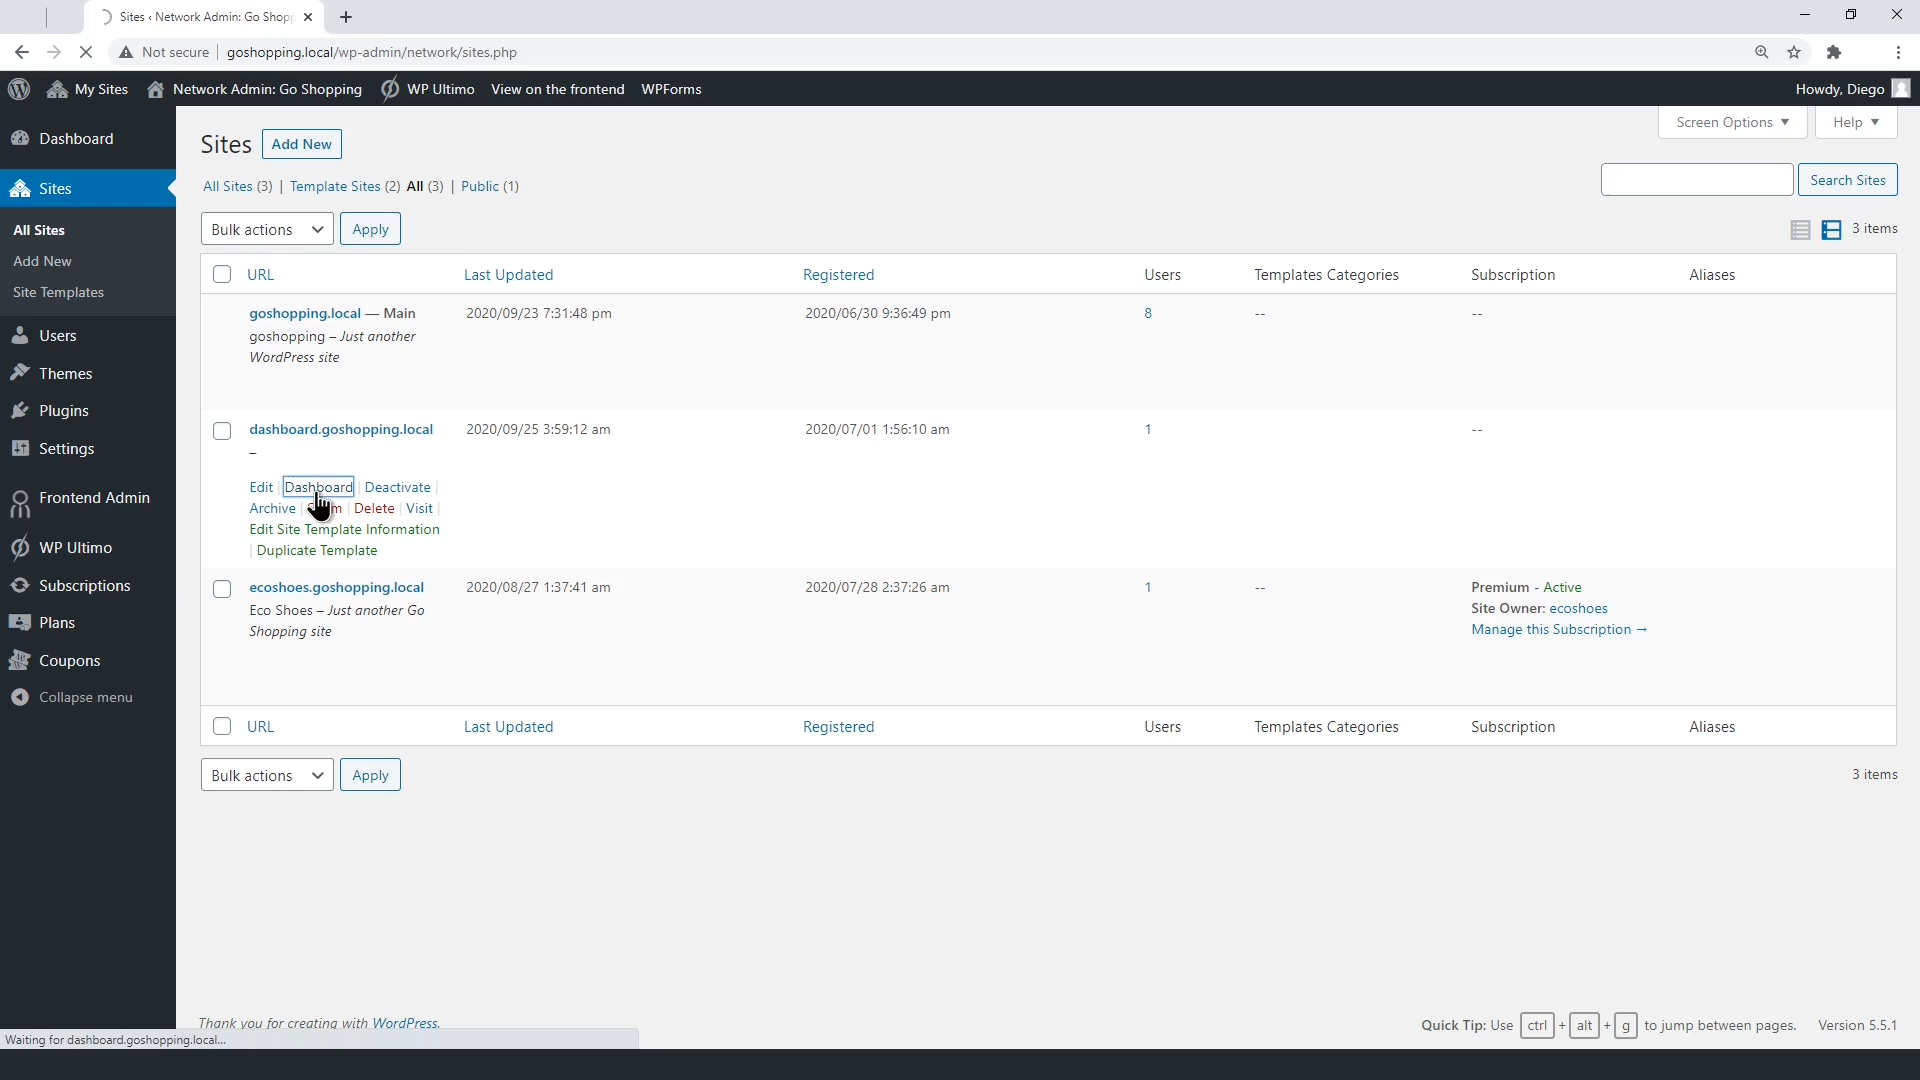 Sites ‹ Network Admin: Go Shopp
Not secure goshopping.local/wp-admin/network/sites.php
My Sites Network Admin: Go Shopping WP Ultimo View on the frontend WPForms Howdy, Diego
Screen Options Help
Dashboard
Sites
All Sites
Add New
Site Templates
Users
Themes
Plugins
Settings
Frontend Admin
WP Ultimo
Subscriptions
Plans
Coupons
Collapse menu
Sites Add New
All Sites (3) | Template Sites (2) All (3) | Public (1)
Search Sites
Bulk actions Apply
3 items
URL Last Updated Registered Users Templates Categories Subscription Aliases
goshopping.local — Main 2020/09/23 7:31:48 pm 2020/06/30 9:36:49 pm 8 -- --
goshopping – Just another
WordPress site
dashboard.goshopping.local 2020/09/25 3:59:12 am 2020/07/01 1:56:10 am 1 --
–
Edit | Dashboard | Deactivate |
Archive | m | Delete | Visit |
Edit Site Template Information
| Duplicate Template
ecoshoes.goshopping.local 2020/08/27 1:37:41 am 2020/07/28 2:37:26 am 1 -- Premium - Active
Eco Shoes – Just another Go Site Owner: ecoshoes
Shopping site Manage this Subscription →
URL Last Updated Registered Users Templates Categories Subscription Aliases
Bulk actions Apply 3 items
Thank you for creating with WordPress.
Quick Tip: Use ctrl + alt + g to jump between pages. Version 5.5.1
Waiting for dashboard.goshopping.local...